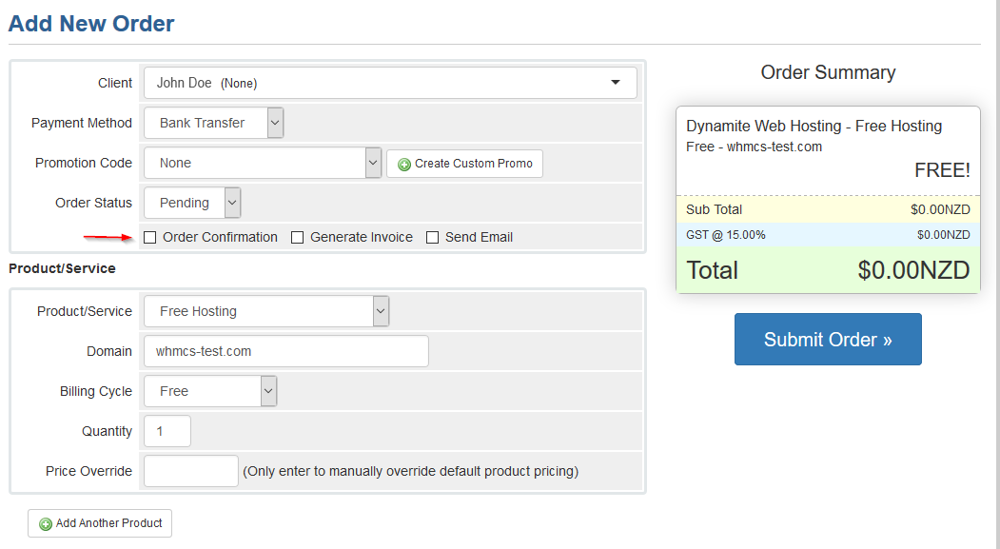 Add New Order
Client John Doe (None)
Payment Method Bank Transfer
Promotion Code None Create Custom Promo
Order Status Pending
Order Confirmation Generate Invoice Send Email
Product/Service
Product/Service Free Hosting
Domain whmcs-test.com
Billing Cycle Free
Quantity 1
Price Override (Only enter to manually override default product pricing)
Add Another Product
Order Summary
Dynamite Web Hosting - Free Hosting
Free - whmcs-test.com
FREE!
Sub Total $0.00NZD
GST @ 15.00% $0.00NZD
Total $0.00NZD
Submit Order »